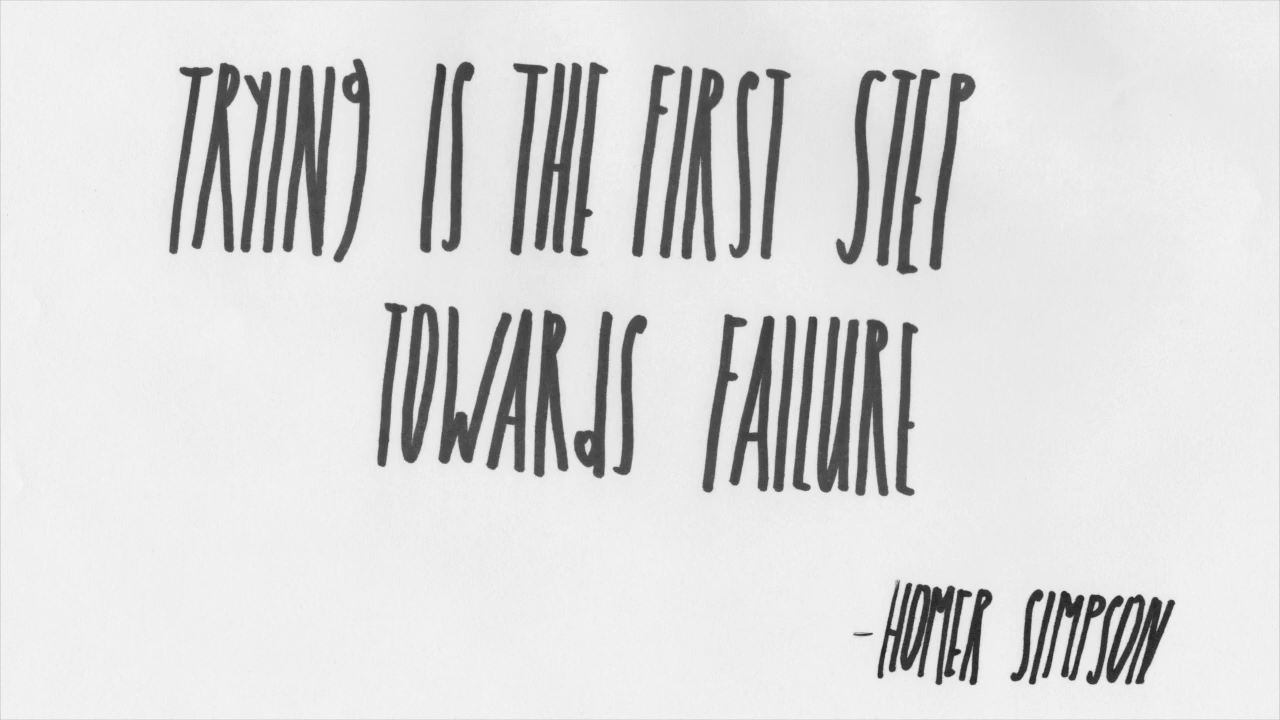 TRYINg IS THE FIRST STEP
TOWARdS FAILURE
- HOMER SIMPSON